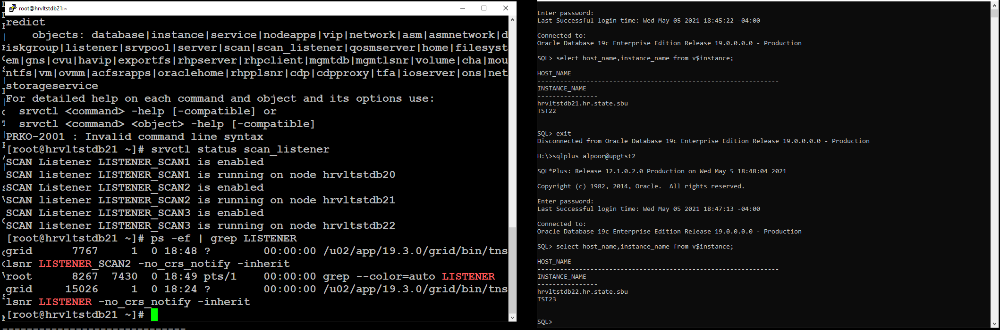 root@hrvltstdb21:~
redict
objects: database|instance|service|nodeapps|vip|network|asm|asmnetwork|d
iskgroup|listener|srvpool|server|scan|scan_listener|qosmserver|home|filesyst
em|gns|cvu|havip|exportfs|rhpserver|rhpclient|mgmtdb|mgmtlsnr|volume|cha|mou
ntfs|vm|ovmm|acfsrapps|oraclehome|rhpplsnr|cdp|cdpproxy|tfa|ioserver|ons|net
storageservice
For detailed help on each command and object and its options use:
srvctl <command> -help [-compatible] or
srvctl <command> <object> -help [-compatible]
PRKO-2001 : Invalid command line syntax
[root@hrvltstdb21 ~]# srvctl status scan_listener
SCAN Listener LISTENER_SCAN1 is enabled
SCAN listener LISTENER_SCAN1 is running on node hrvltstdb20
SCAN Listener LISTENER_SCAN2 is enabled
SCAN listener LISTENER_SCAN2 is running on node hrvltstdb21
SCAN Listener LISTENER_SCAN3 is enabled
SCAN listener LISTENER_SCAN3 is running on node hrvltstdb22
[root@hrvltstdb21 ~]# ps -ef | grep LISTENER
grid 7767 1 0 18:48 ? 00:00:00 /u02/app/19.3.0/grid/bin/tns
lsnr LISTENER_SCAN2 -no_crs_notify -inherit
root 8267 7430 0 18:49 pts/1 00:00:00 grep --color=auto LISTENER
grid 15026 1 0 18:24 ? 00:00:00 /u02/app/19.3.0/grid/bin/tns
lsnr LISTENER -no_crs_notify -inherit
[root@hrvltstdb21 ~]#
Enter password:
Last Successful login time: Wed May 05 2021 18:45:22 -04:00
Connected to:
Oracle Database 19c Enterprise Edition Release 19.0.0.0.0 - Production
SQL> select host_name,instance_name from v$instance;
HOST_NAME
----------------------------------------------------------------
INSTANCE_NAME
----------------
hrvltstdb21.hr.state.sbu
TST22
SQL> exit
Disconnected from Oracle Database 19c Enterprise Edition Release 19.0.0.0.0 - Production
H:\>sqlplus alpoor@upgtst2
SQL*Plus: Release 12.1.0.2.0 Production on Wed May 5 18:48:04 2021
Copyright (c) 1982, 2014, Oracle.  All rights reserved.
Enter password:
Last Successful login time: Wed May 05 2021 18:47:13 -04:00
Connected to:
Oracle Database 19c Enterprise Edition Release 19.0.0.0.0 - Production
SQL> select host_name,instance_name from v$instance;
HOST_NAME
----------------------------------------------------------------
INSTANCE_NAME
----------------
hrvltstdb22.hr.state.sbu
TST23
SQL>